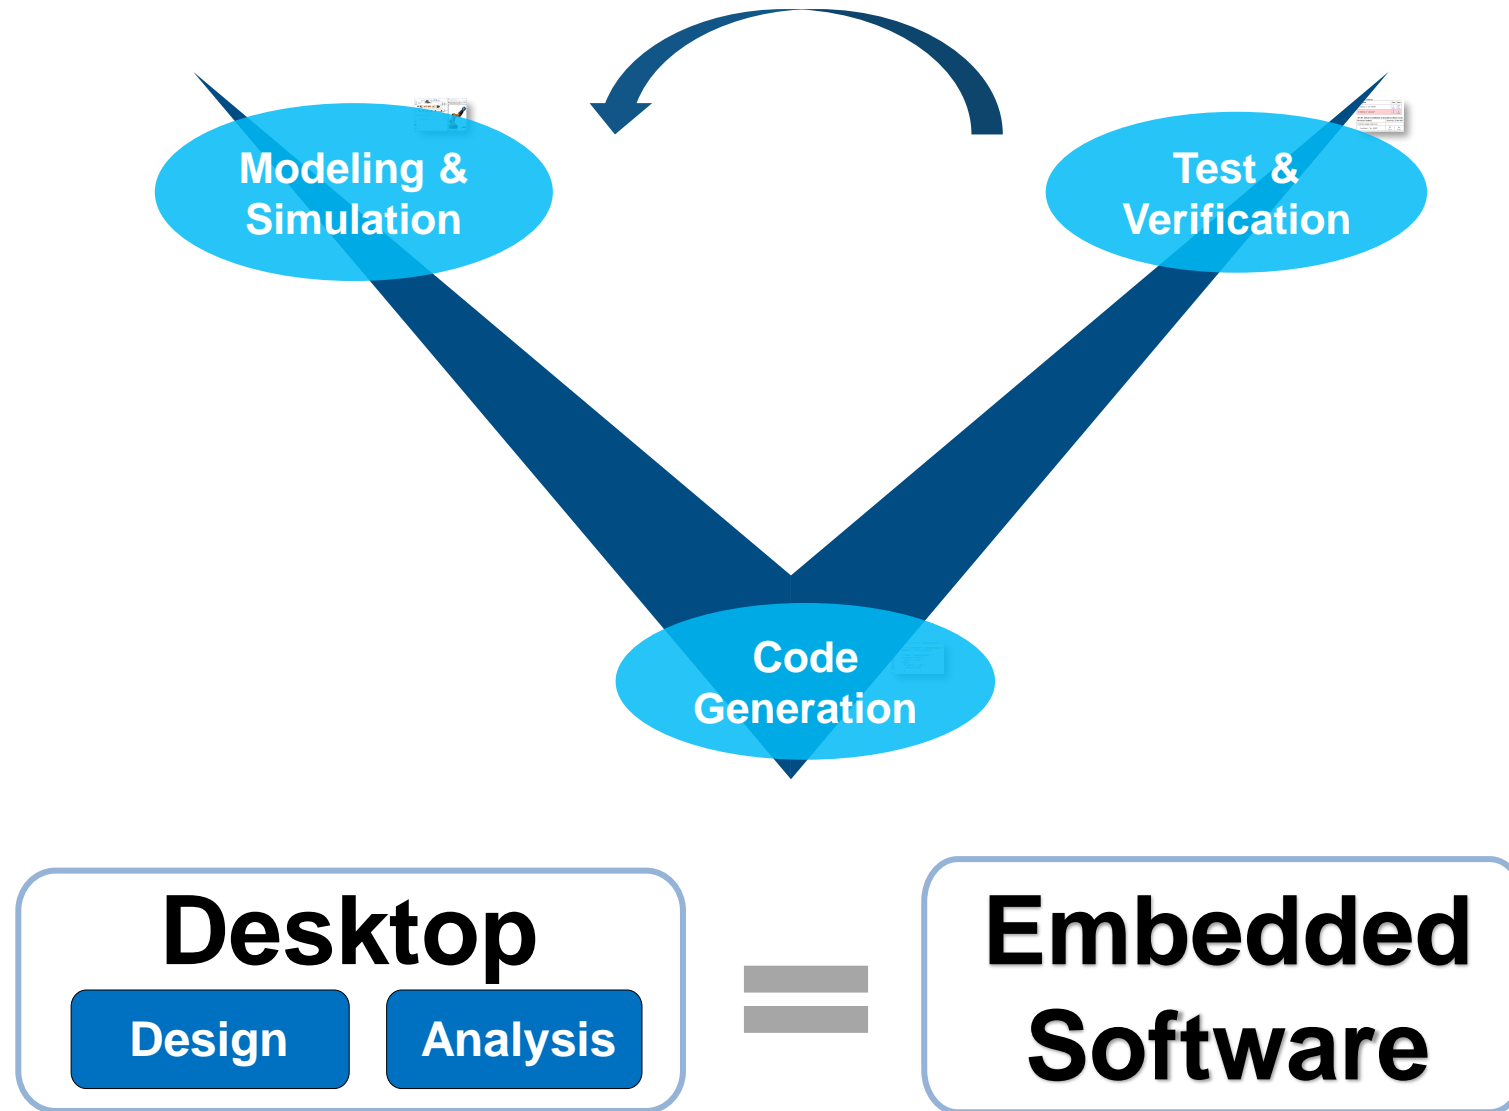 Modeling &
Simulation
Test &
Verification
Code
Generation
Desktop
Design
Analysis
Embedded
Software